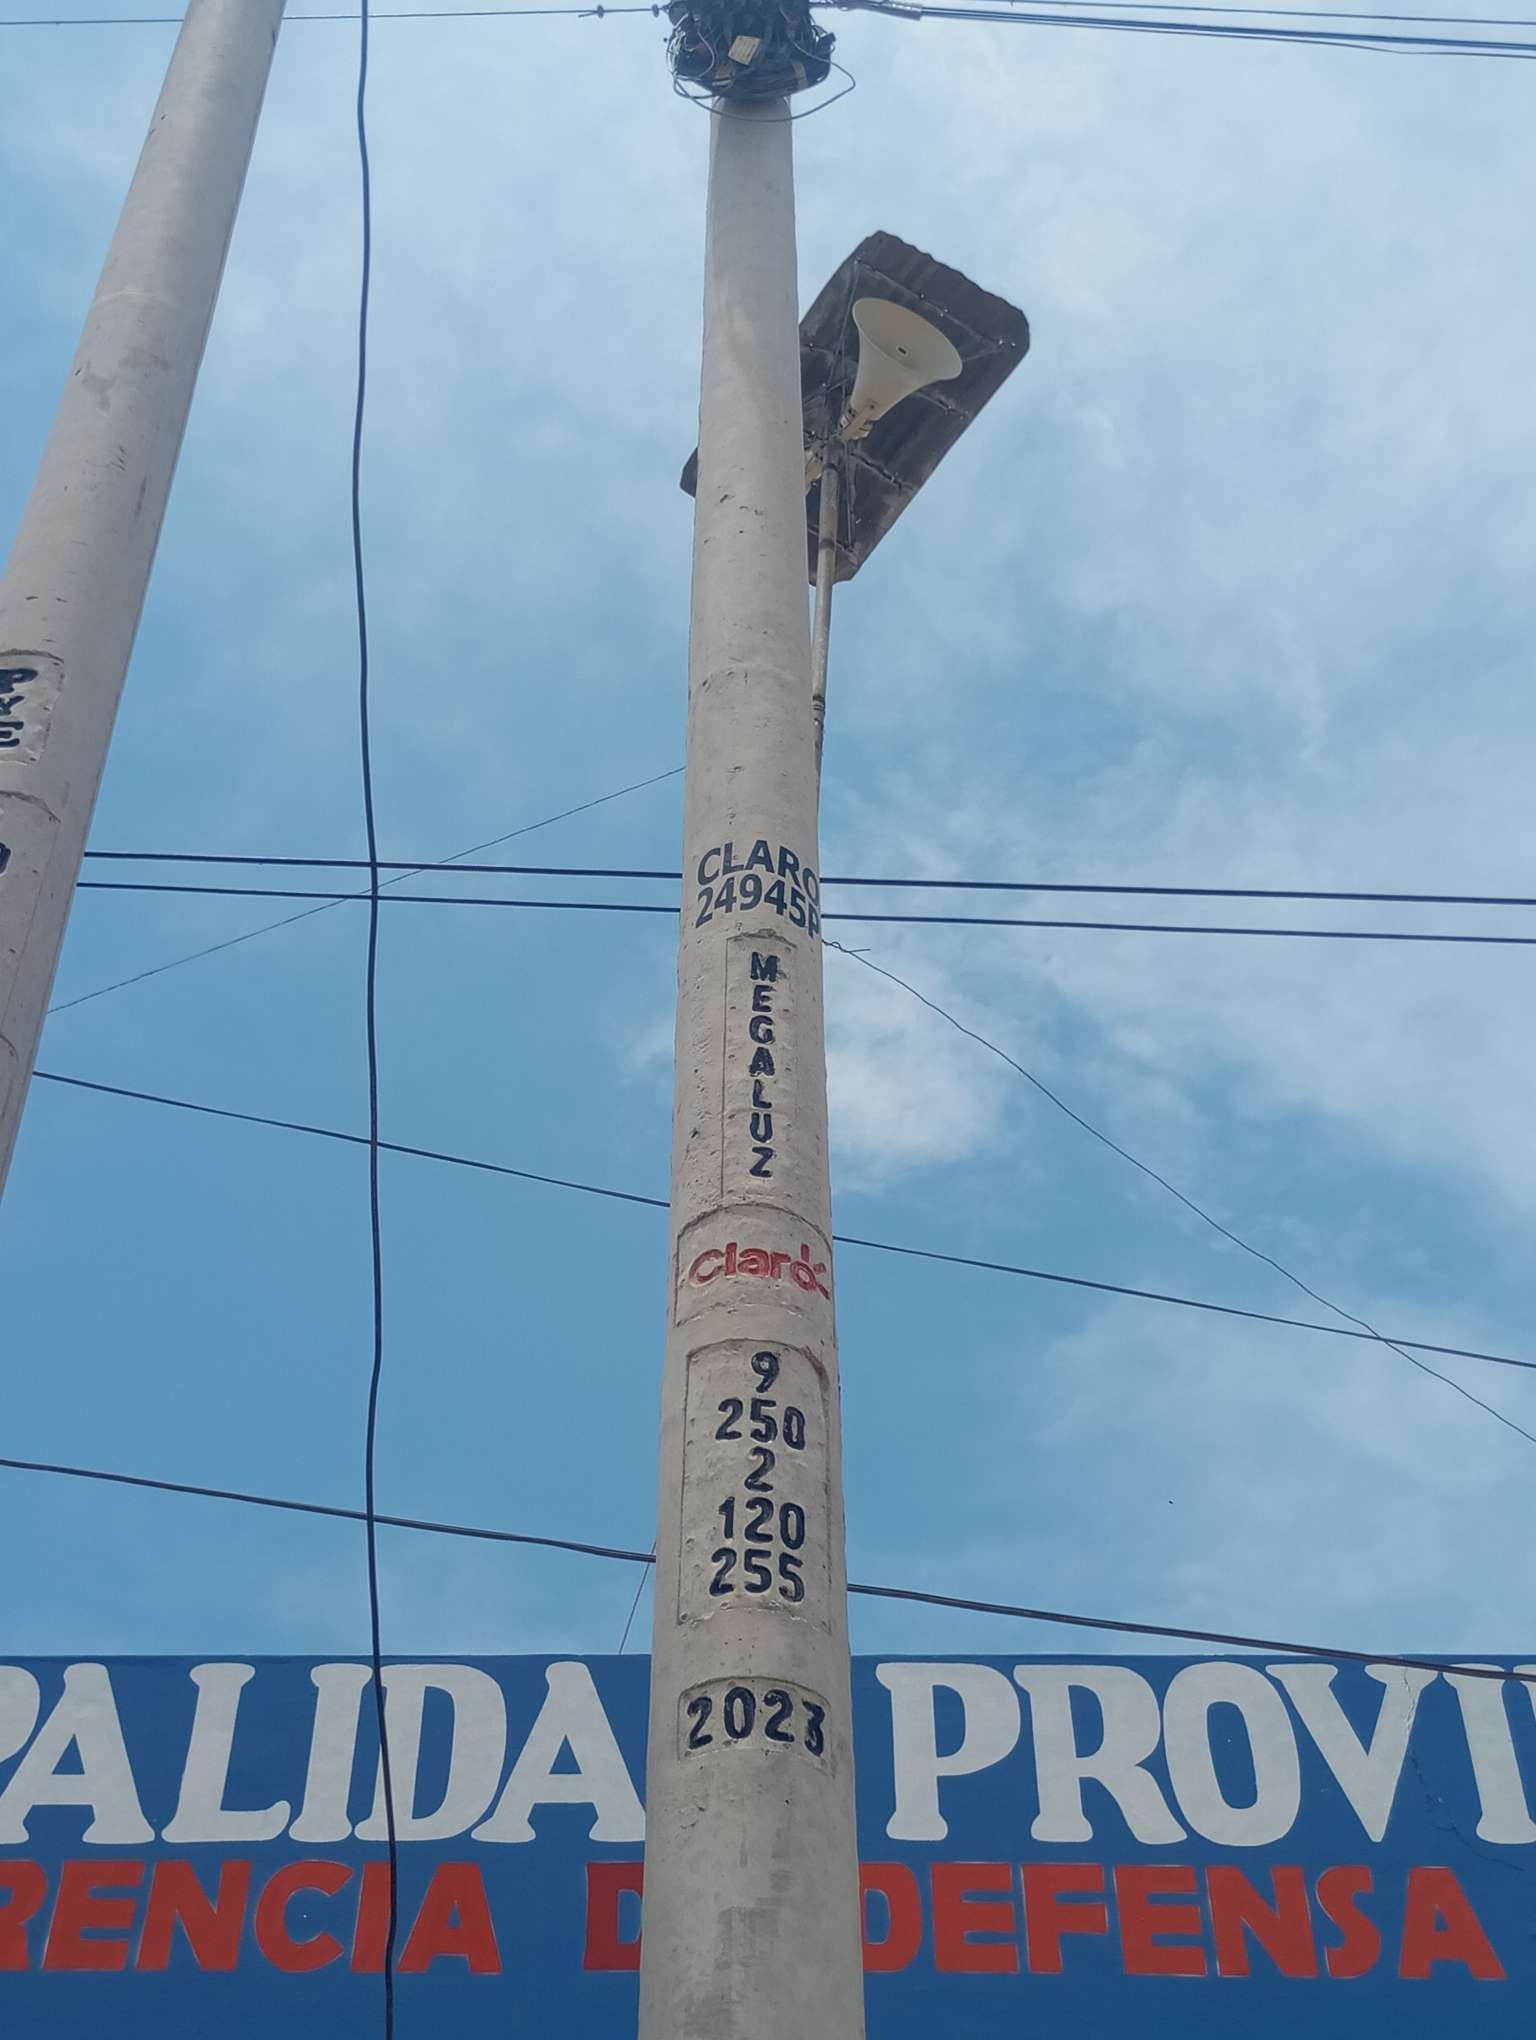 CLARO
24945P
MEGALUZ
Claro
9
250
2
120
255
2023
PALIDA PROVI
RENCIA D DEFENSA